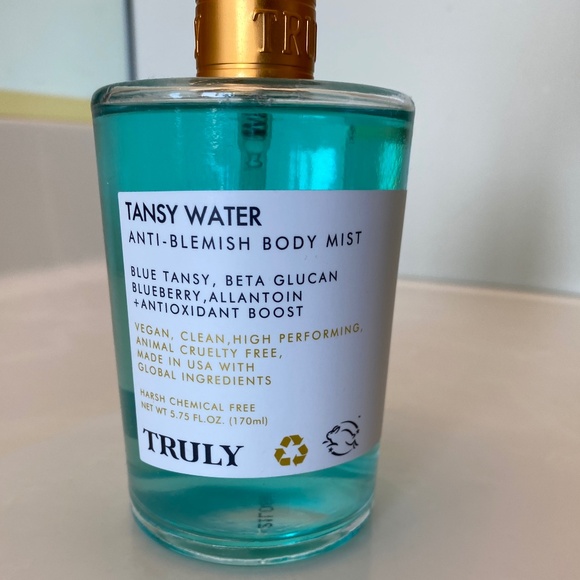 TRU
TANSY WATER
ANTI-BLEMISH BODY MIST
BLUE TANSY, BETA GLUCAN
BLUEBERRY,ALLANTOIN
+ANTIOXIDANT BOOST
VEGAN, CLEAN,HIGH PERFORMING,
ANIMAL CRUELTY FREE,
MADE IN USA WITH
GLOBAL INGREDIENTS
HARSH CHEMICAL FREE
NET WT 5.75 FL.OZ. (170ml)
TRULY